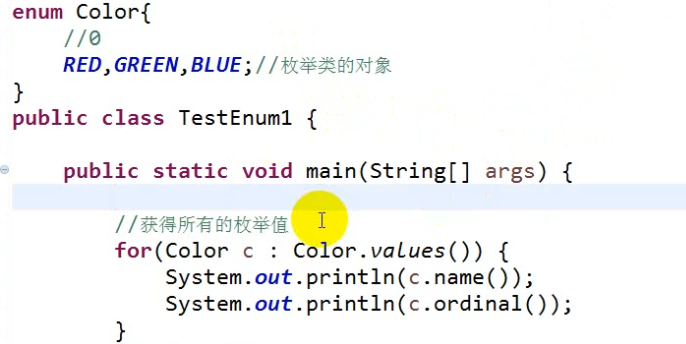 enum Color{
//0
RED,GREEN,BLUE;//枚举类的对象
}
public class TestEnum1 {
public static void main(String[] args) {
//获得所有的枚举值
for(Color c : Color.values()) {
System.out.println(c.name());
System.out.println(c.ordinal());
}